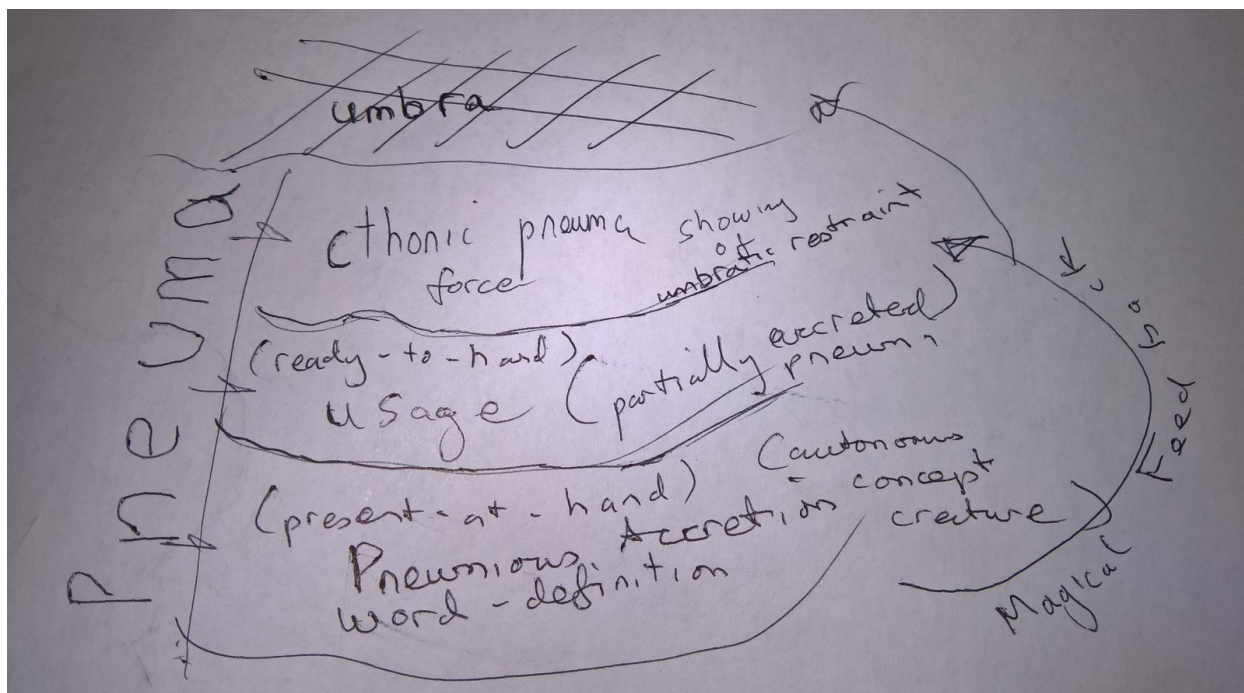 umbra
Pneuma
cthonic pneuma showing
force of
umbratic restraint
(ready-to-hand)
usage (partially accreted
pneuma)
(present-at-hand) (autonomous
Pneumious Accretion concept
word-definition creature)
Magical
Feed